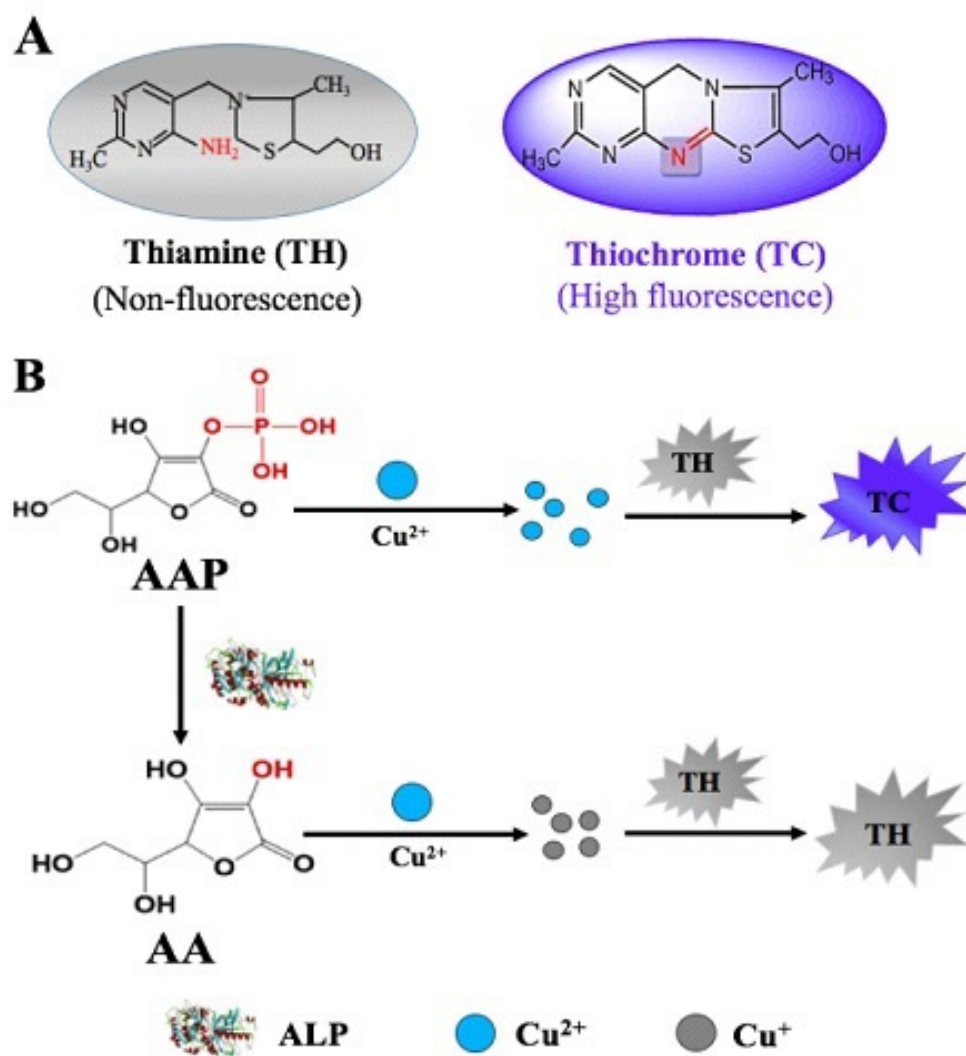 A
N
N
CH₃
N
N
NH₂
S
OH
H₃C
Thiamine (TH)
(Non-fluorescence)
N
N
CH₃
H₃C
N
N
S
OH
Thiochrome (TC)
(High fluorescence)
B
O
HO
O
P
OH
OH
HO
O
O
OH
AAP
Cu²⁺
TH
TC
HO
OH
HO
O
O
OH
AA
Cu²⁺
TH
TH
ALP
Cu²⁺
Cu⁺